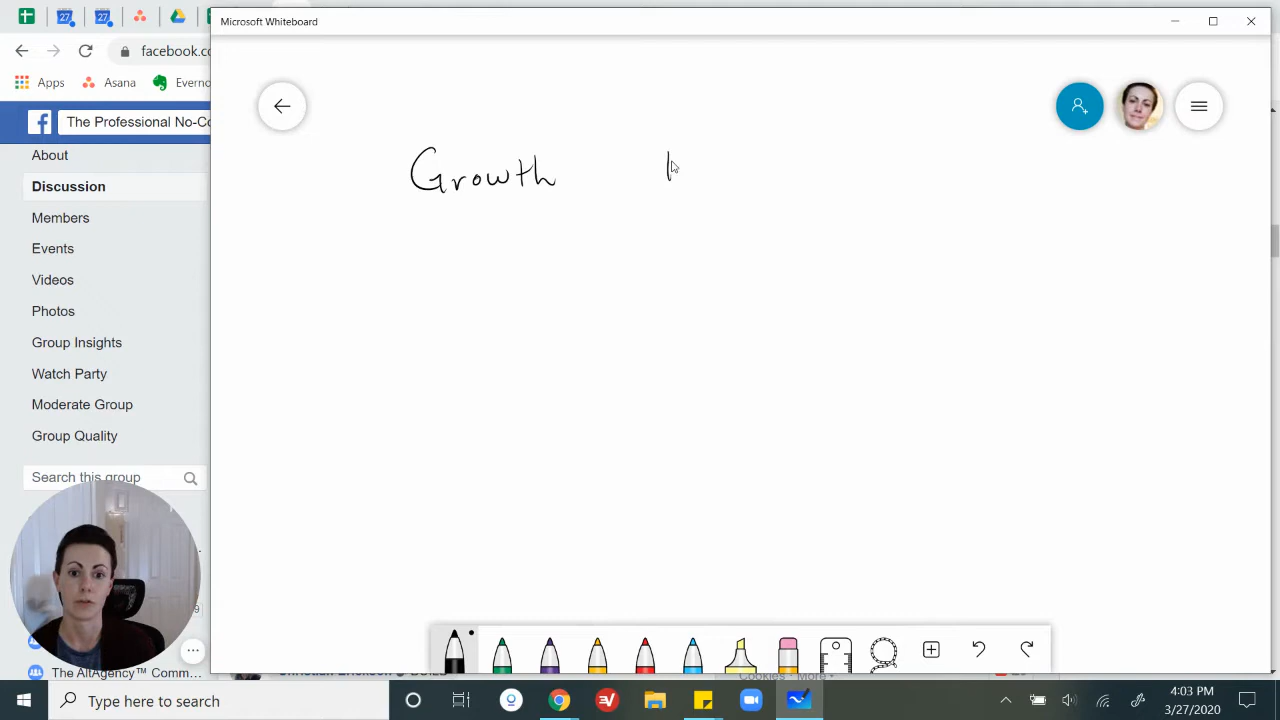 27
27
Microsoft Whiteboard
facebook.co
Apps
Asana
Everno
The Professional No-Co
About
Discussion
Members
Events
Videos
Photos
Group Insights
Watch Party
Moderate Group
Group Quality
Search this group
Growth
The AltAgency™ Comm...
Type here to search
4:03 PM
3/27/2020